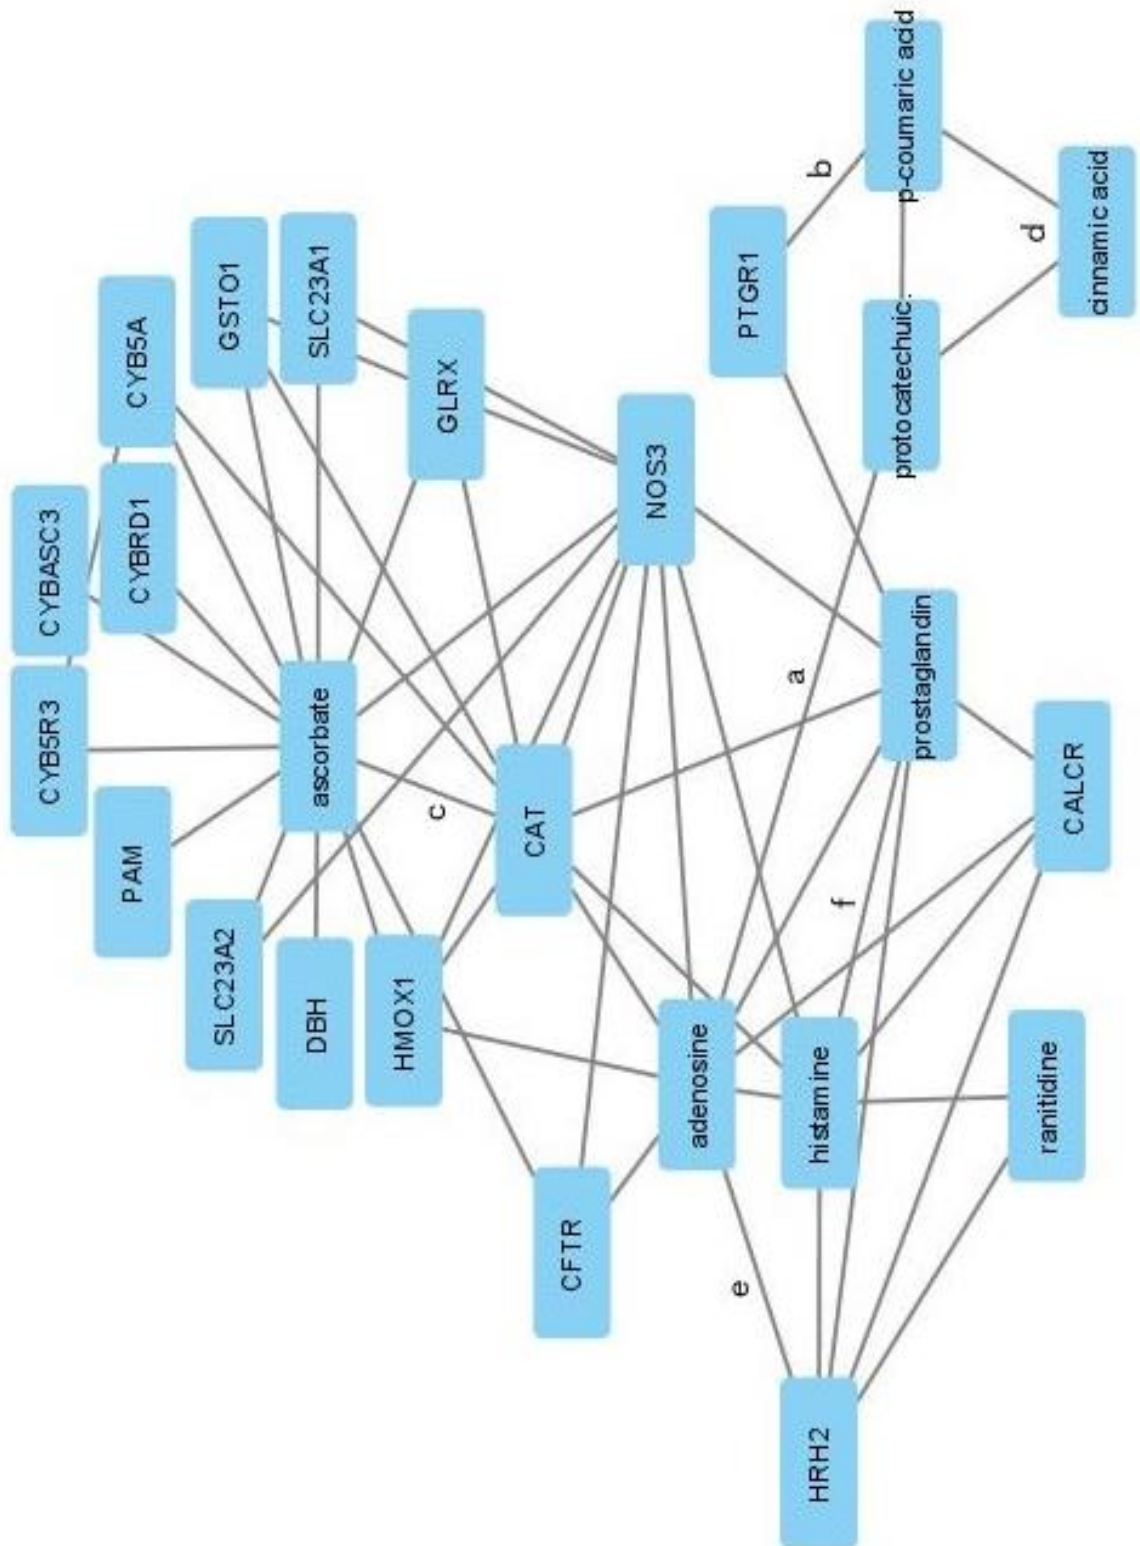 CYB5R3
CYBASC3
PAM
CYBRD1
CYB5A
SLC23A2
GSTO1
DBH
ascorbate
SLC23A1
HMOX1
c
GLRX
CAT
CFTR
NOS3
adenosine
e
PTGR1
a
HRH2
histamine
b
f
protocatechuic.
p-coumaric acid
prostaglandin
d
ranitidine
CALCR
cinnamic acid